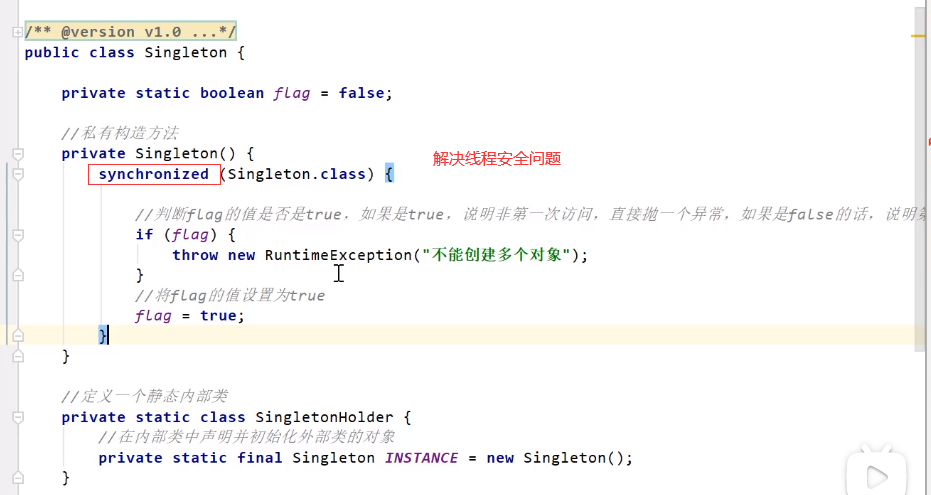 /** @version v1.0 ...*/
public class Singleton {
private static boolean flag = false;
//私有构造方法
private Singleton() {
解决线程安全问题
synchronized (Singleton.class) {
//判断flag的值是否是true，如果是true，说明非第一次访问，直接抛一个异常，如果是false的话，说明
if (flag) {
throw new RuntimeException("不能创建多个对象");
}
//将flag的值设置为true
flag = true;
}
}
//定义一个静态内部类
private static class SingletonHolder {
//在内部类中声明并初始化外部类的对象
private static final Singleton INSTANCE = new Singleton();
}